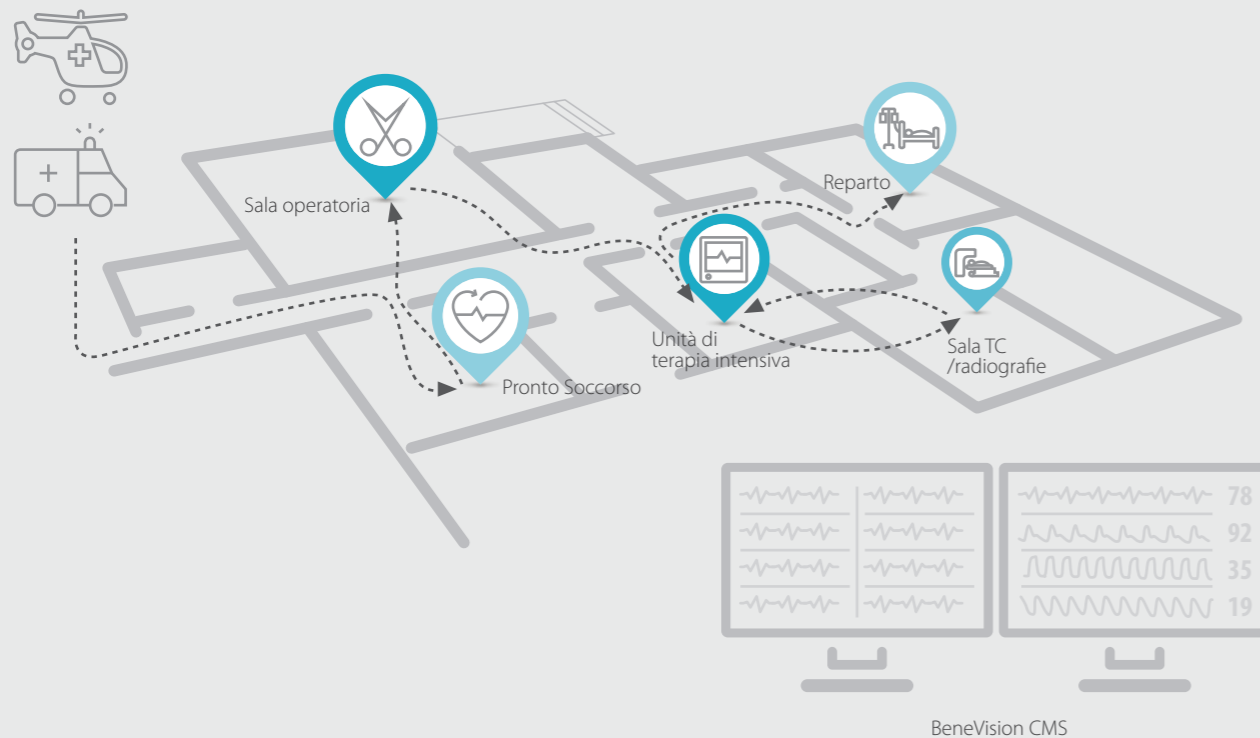 Sala operatoria
Reparto
Unità di
terapia intensiva
Sala TC
/radiografie
Pronto Soccorso
78
92
35
19
BeneVision CMS